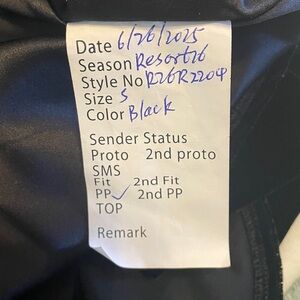 Date 6/26/2025
Season Resort26
Style No R26R2204
Size S
Color Black
Sender Status
Proto 2nd proto
SMS
Fit 2nd Fit
PP ✓ 2nd PP
TOP
Remark